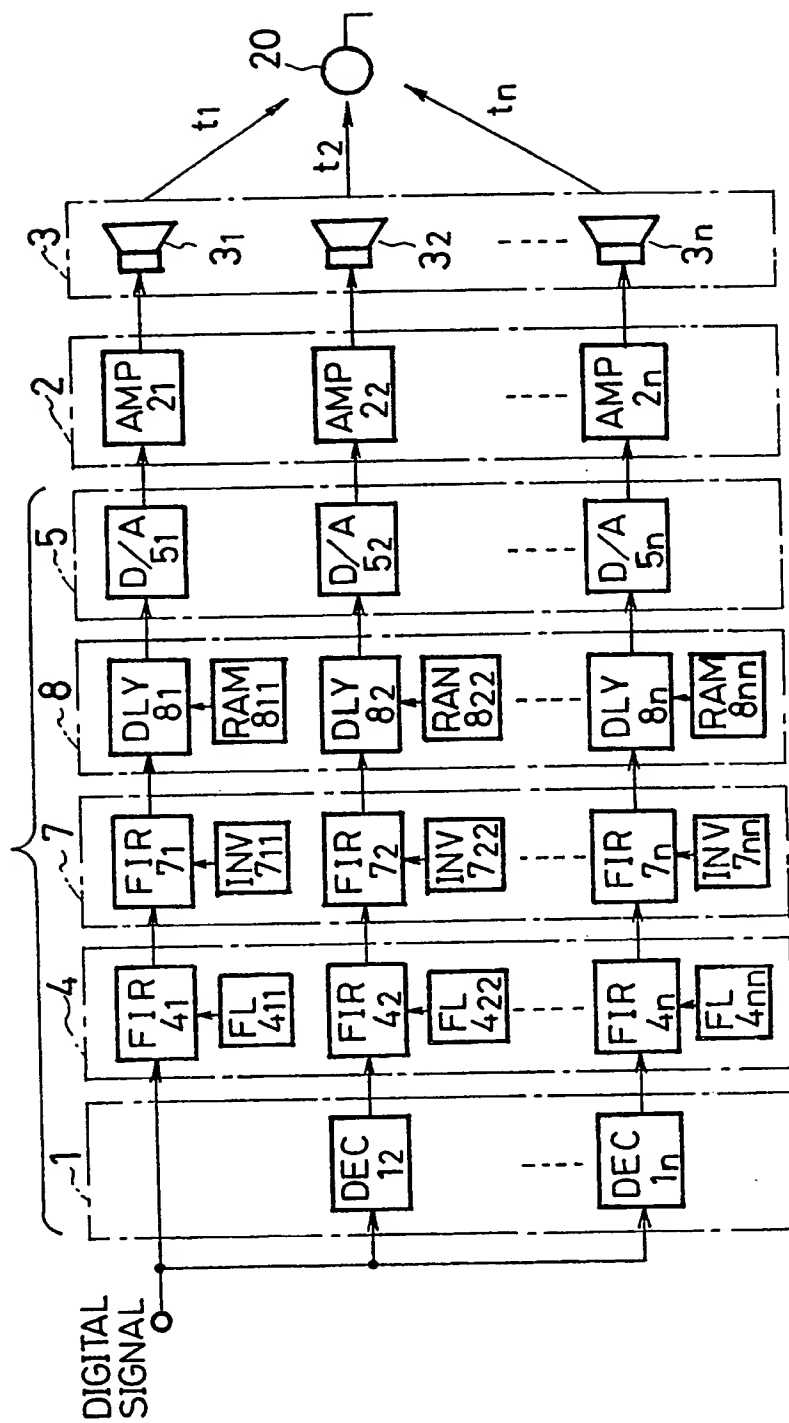 DIGITAL
SIGNAL
1
4
7
8
5
2
3
FIR
41
FL
411
FIR
71
INV
711
DLY
81
RAM
811
D/A
51
AMP
21
31
t1
DEC
12
FIR
42
FL
422
FIR
72
INV
722
DLY
82
RAN
822
D/A
52
AMP
22
32
t2
20
DEC
1n
FIR
4n
FL
4nn
FIR
7n
INV
7nn
DLY
8n
RAM
8nn
D/A
5n
AMP
2n
3n
tn